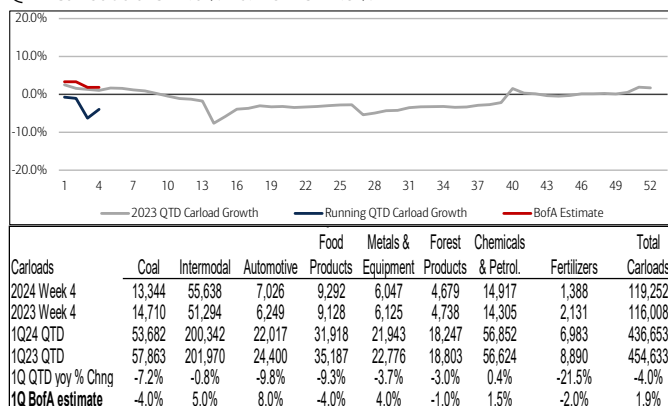 20.0%
10.0%
0.0%
-10.0%
-20.0%
1 4 7 10 13 16 19 22 25 28 31 34 37 40 43 46 49 52
2023 QTD Carload Growth Running QTD Carload Growth BofA Estimate
Food Metals & Forest Chemicals Total
Carloads Coal Intermodal Automotive Products Equipment Products & Petrol. Fertilizers Carloads
2024 Week 4 13,344 55,638 7,026 9,292 6,047 4,679 14,917 1,388 119,252
2023 Week 4 14,710 51,294 6,249 9,128 6,125 4,738 14,305 2,131 116,008
1Q24 QTD 53,682 200,342 22,017 31,918 21,943 18,247 56,852 6,983 436,653
1Q23 QTD 57,863 201,970 24,400 35,187 22,776 18,803 56,624 8,890 454,633
1Q QTD yoy % Chng -7.2% -0.8% -9.8% -9.3% -3.7% -3.0% 0.4% -21.5% -4.0%
1Q BofA estimate -4.0% 5.0% 8.0% -4.0% 4.0% -1.0% 1.5% -2.0% 1.9%